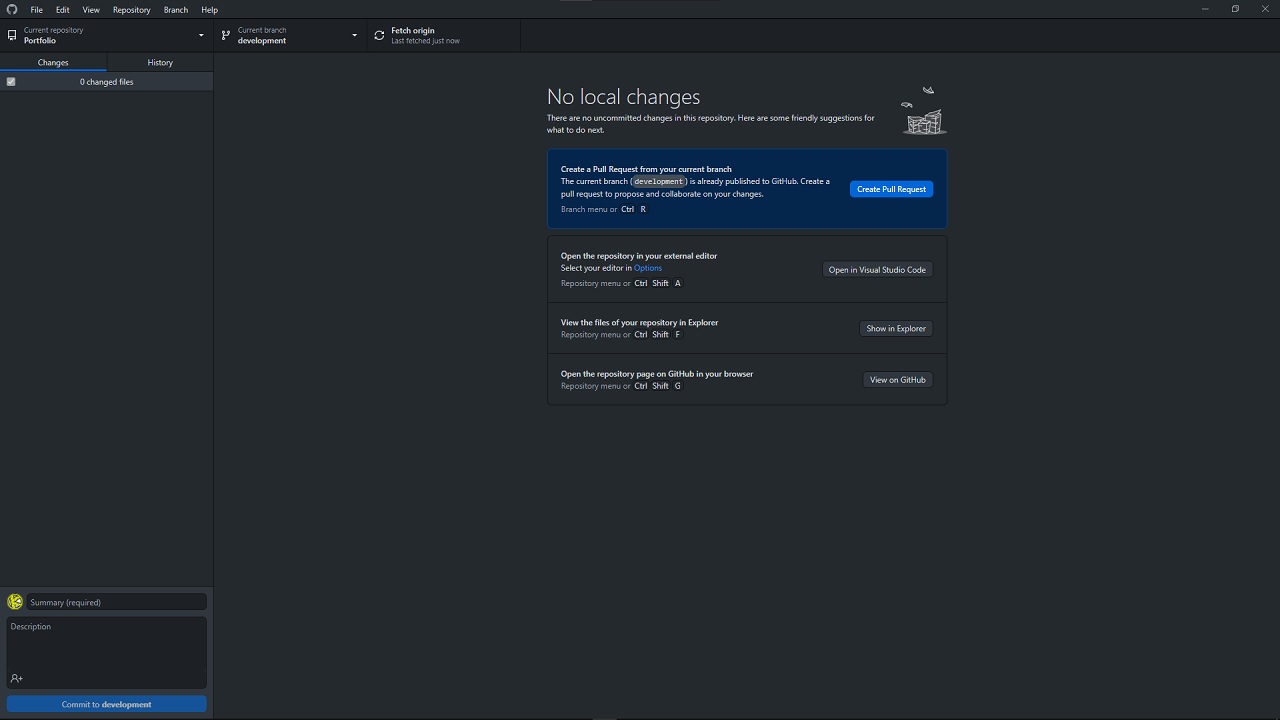 File Edit View Repository Branch Help
Current repository
Portfolio
Current branch
development
Fetch origin
Last fetched just now
Changes
History
0 changed files
No local changes
There are no uncommitted changes in this repository. Here are some friendly suggestions for
what to do next.
Create a Pull Request from your current branch
The current branch (development) is already published to GitHub. Create a
pull request to propose and collaborate on your changes.
Branch menu or Ctrl R
Create Pull Request
Open the repository in your external editor
Select your editor in Options
Repository menu or Ctrl Shift A
Open in Visual Studio Code
View the files of your repository in Explorer
Repository menu or Ctrl Shift F
Show in Explorer
Open the repository page on GitHub in your browser
Repository menu or Ctrl Shift G
View on GitHub
Summary (required)
Description
Commit to development